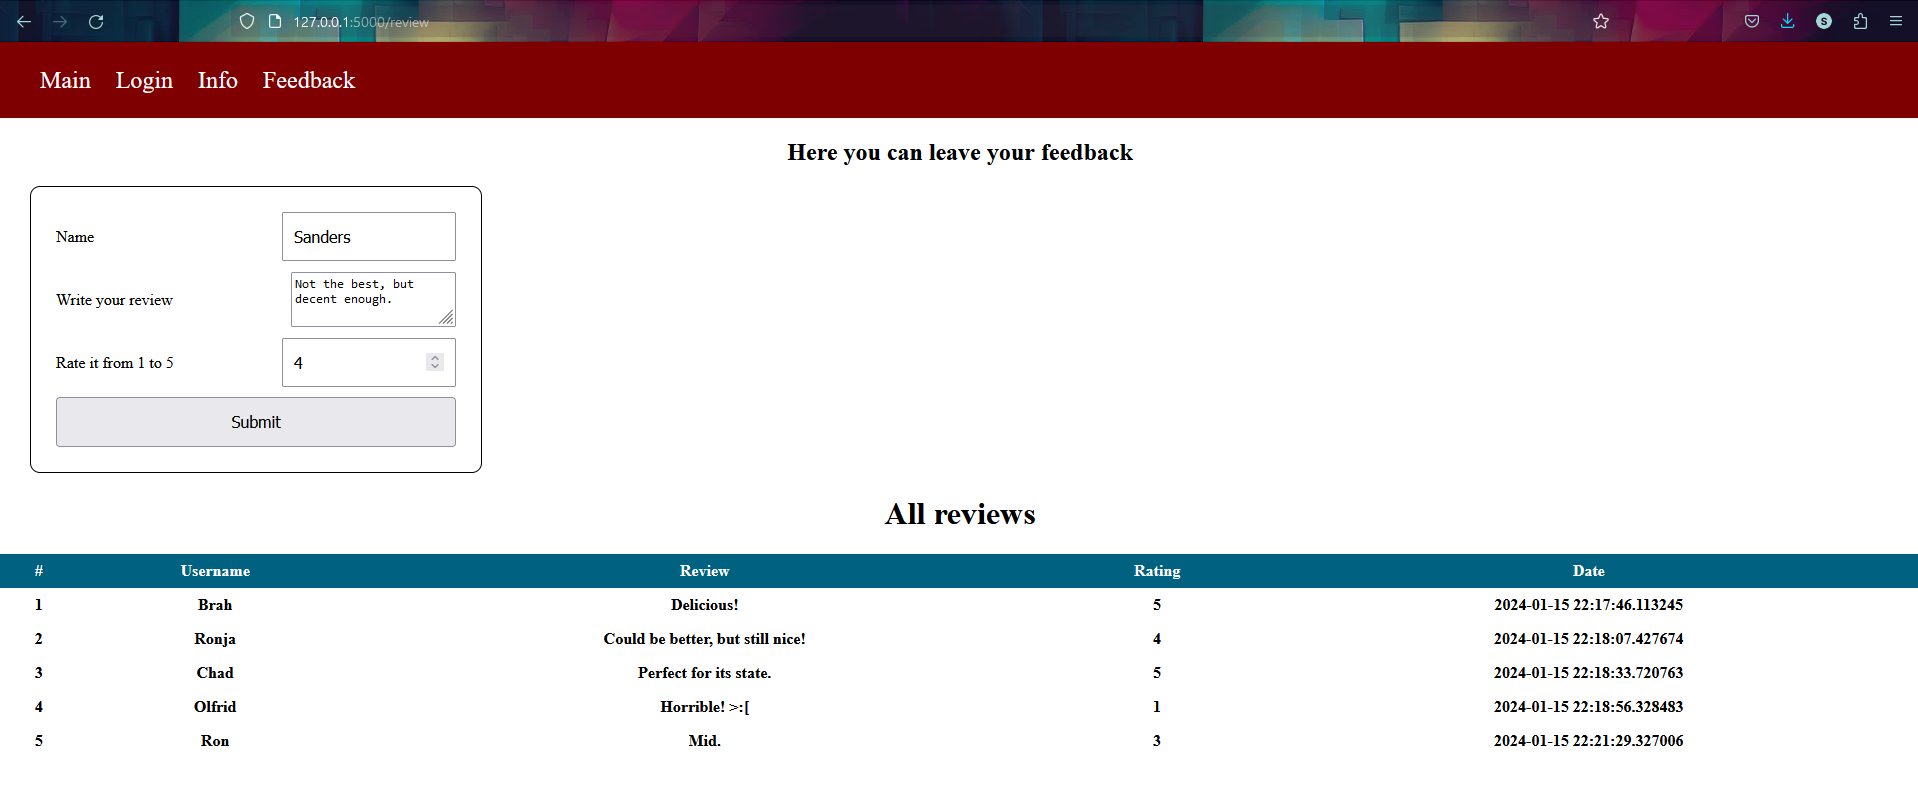 127.0.0.1:5000/review
S
Main Login Info Feedback
Here you can leave your feedback
Name Sanders
Write your review
Not the best, but
decent enough.
Rate it from 1 to 5 4
Submit
All reviews
# Username Review Rating Date
1 Brah Delicious! 5 2024-01-15 22:17:46.113245
2 Ronja Could be better, but still nice! 4 2024-01-15 22:18:07.427674
3 Chad Perfect for its state. 5 2024-01-15 22:18:33.720763
4 Olfrid Horrible! >:[ 1 2024-01-15 22:18:56.328483
5 Ron Mid. 3 2024-01-15 22:21:29.327006